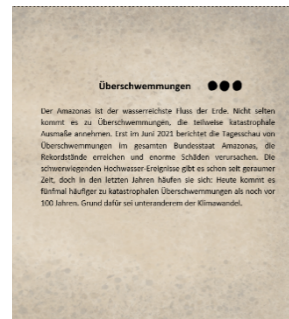 Überschwemmungen
Der Amazonas ist der wasserreichste Fluss der Erde. Nicht selten
kommt es zu Überschwemmungen, die teilweise katastrophale
Ausmaße annehmen. Erst im Juni 2021 berichtet die Tagesschau von
Überschwemmungen im gesamten Bundesstaat Amazonas, die
Rekordstände erreichen und enorme Schäden verursachen. Die
schwerwiegenden Hochwasser-Ereignisse gibt es schon seit geraumer
Zeit, doch in den letzten Jahren häufen sie sich: Heute kommt es
fünfmal häufiger zu katastrophalen Überschwemmungen als noch vor
100 Jahren. Grund dafür sei unteranderem der Klimawandel.